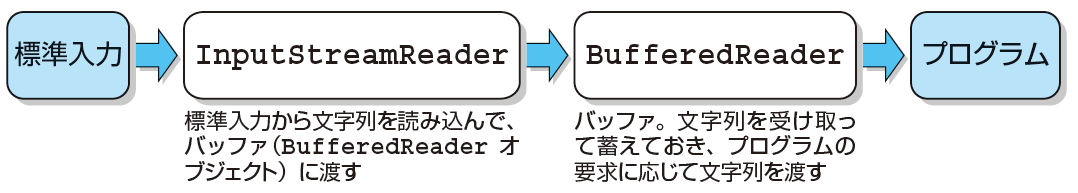 標準入力
InputStreamReader
BufferedReader
プログラム
標準入力から文字列を読み込んで、
バッファ（BufferedReader オ
ブジェクト）に渡す
バッファ。文字列を受け取っ
て蓄えておき、プログラムの
要求に応じて文字列を渡す